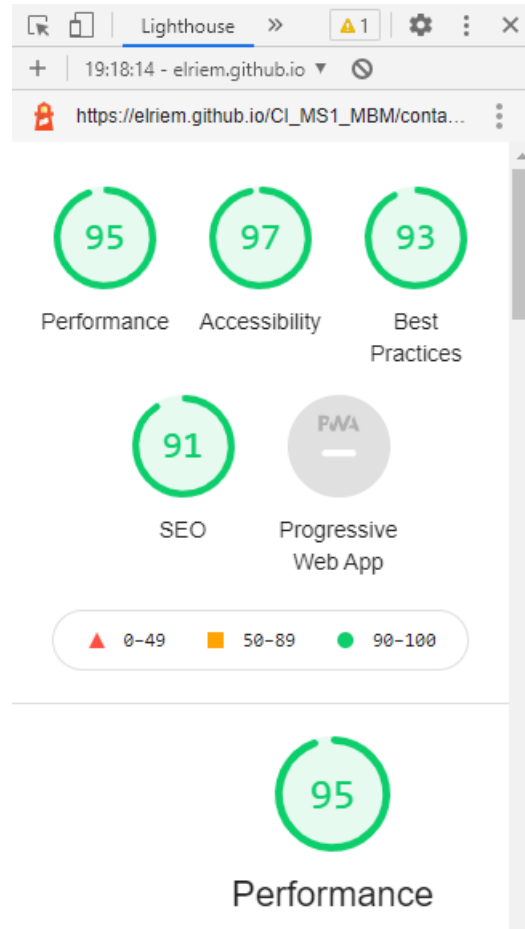 Lighthouse » 1
19:18:14 - elriem.github.io ▼
https://elriem.github.io/CI_MS1_MBM/conta…
95 97 93
Performance Accessibility Best
Practices
91 PWA
SEO Progressive
Web App
0–49 50–89 90–100
95
Performance